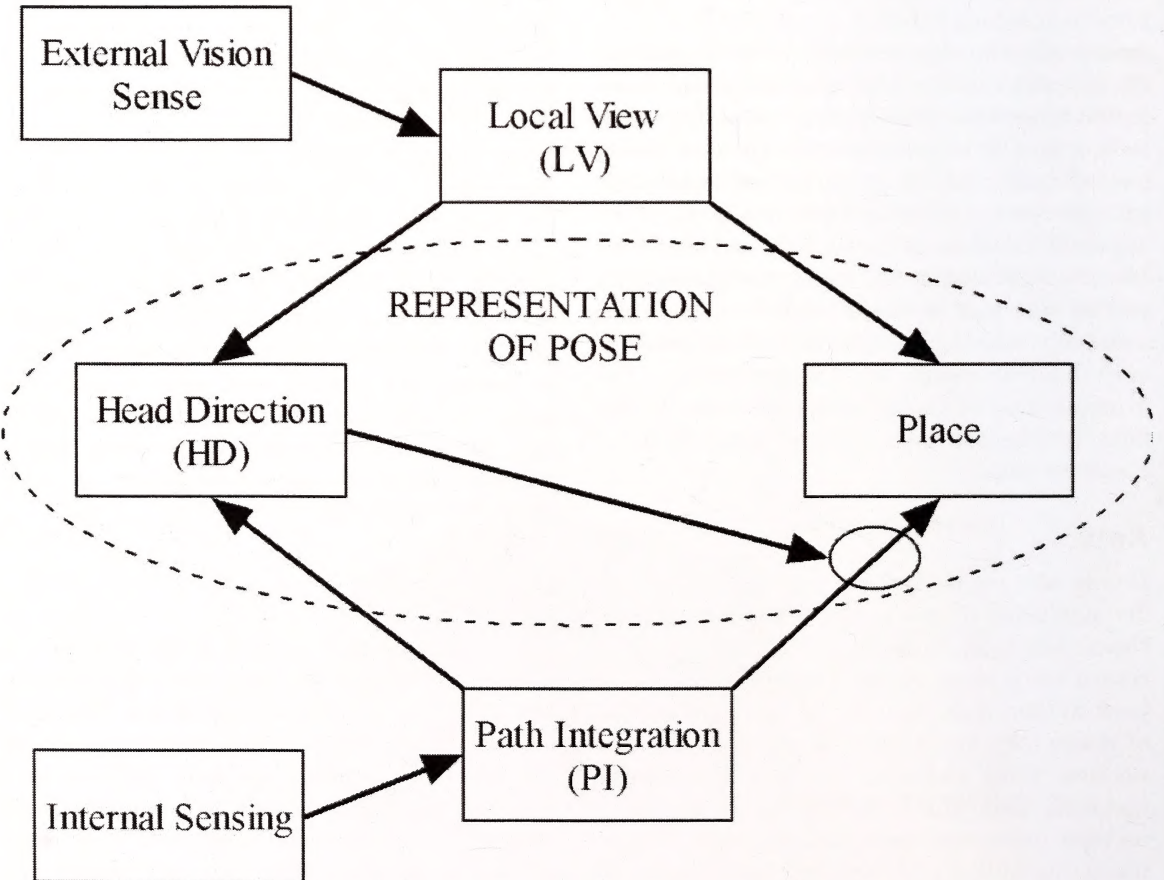 External Vision
Sense
Local View
(LV)
REPRESENTATION
OF POSE
Head Direction
(HD)
Place
Path Integration
(PI)
Internal Sensing